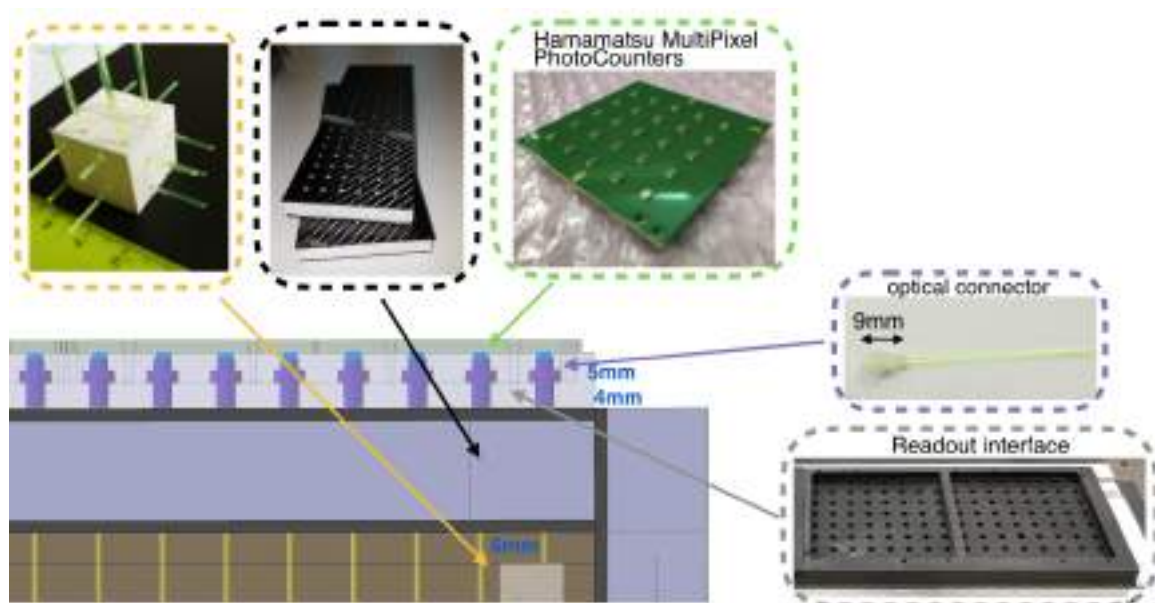 Hamamatsu MultiPixel
PhotoCounters
optical connector
9mm
5mm
4mm
Readout interface
6mm